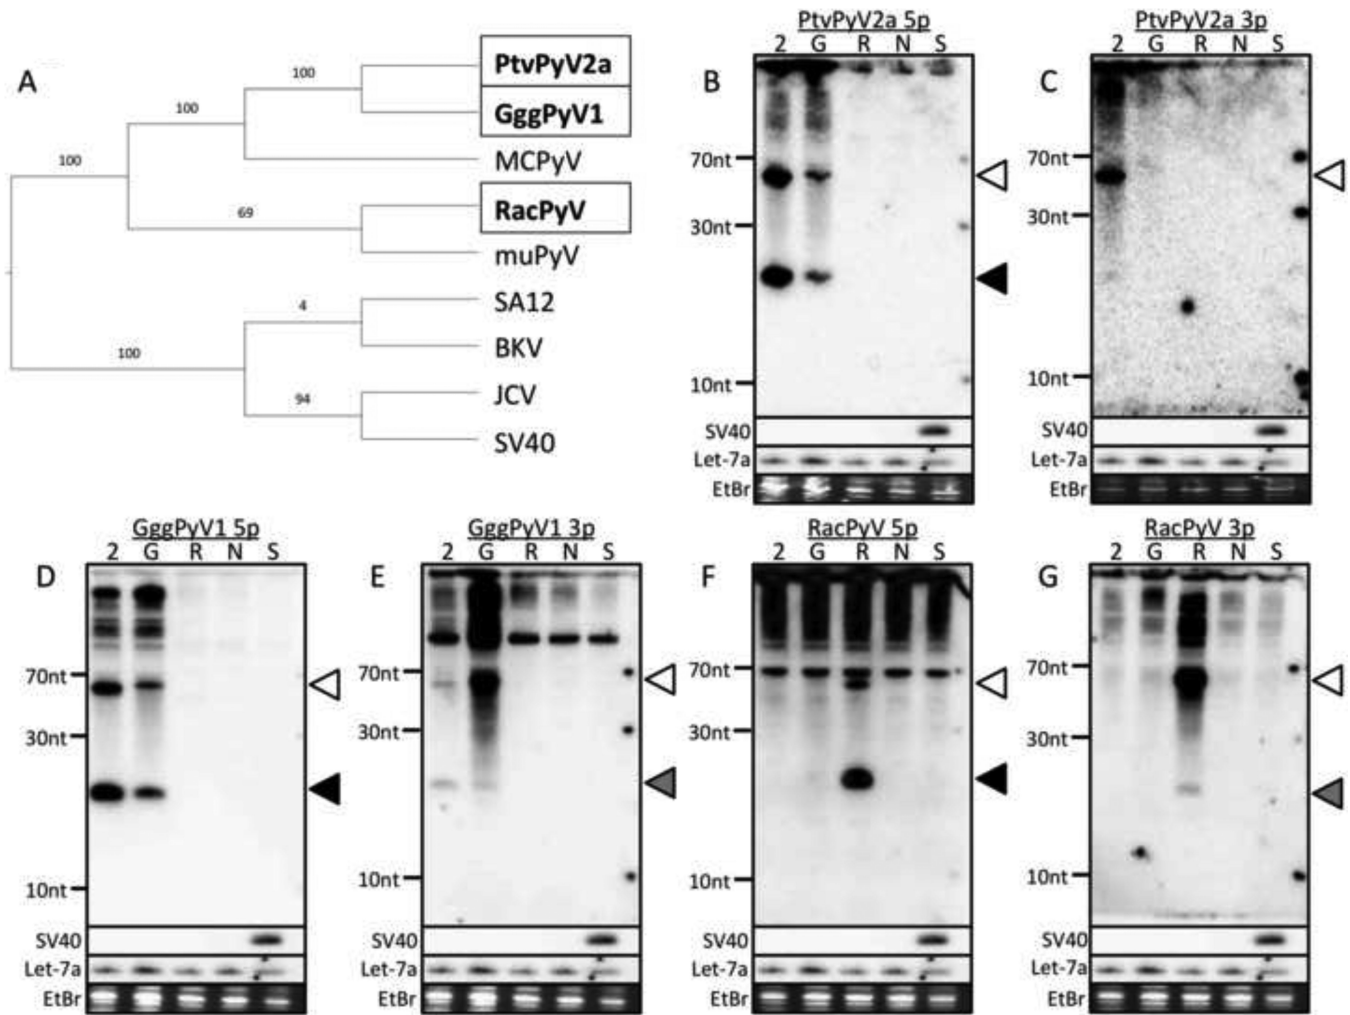 A
100
100
100
69
100
4
94
PtvPyV2a
GggPyV1
MCPyV
RacPyV
muPyV
SA12
BKV
JCV
SV40
PtvPyV2a 5p
B
2 G R N S
70nt
30nt
10nt
SV40
Let-7a
EtBr
PtvPyV2a 3p
C
2 G R N S
70nt
30nt
10nt
SV40
Let-7a
EtBr
GggPyV1 5p
D
2 G R N S
70nt
30nt
10nt
SV40
Let-7a
EtBr
GggPyV1 3p
E
2 G R N S
70nt
30nt
10nt
SV40
Let-7a
EtBr
RacPyV 5p
F
2 G R N S
70nt
30nt
10nt
SV40
Let-7a
EtBr
RacPyV 3p
G
2 G R N S
70nt
30nt
10nt
SV40
Let-7a
EtBr